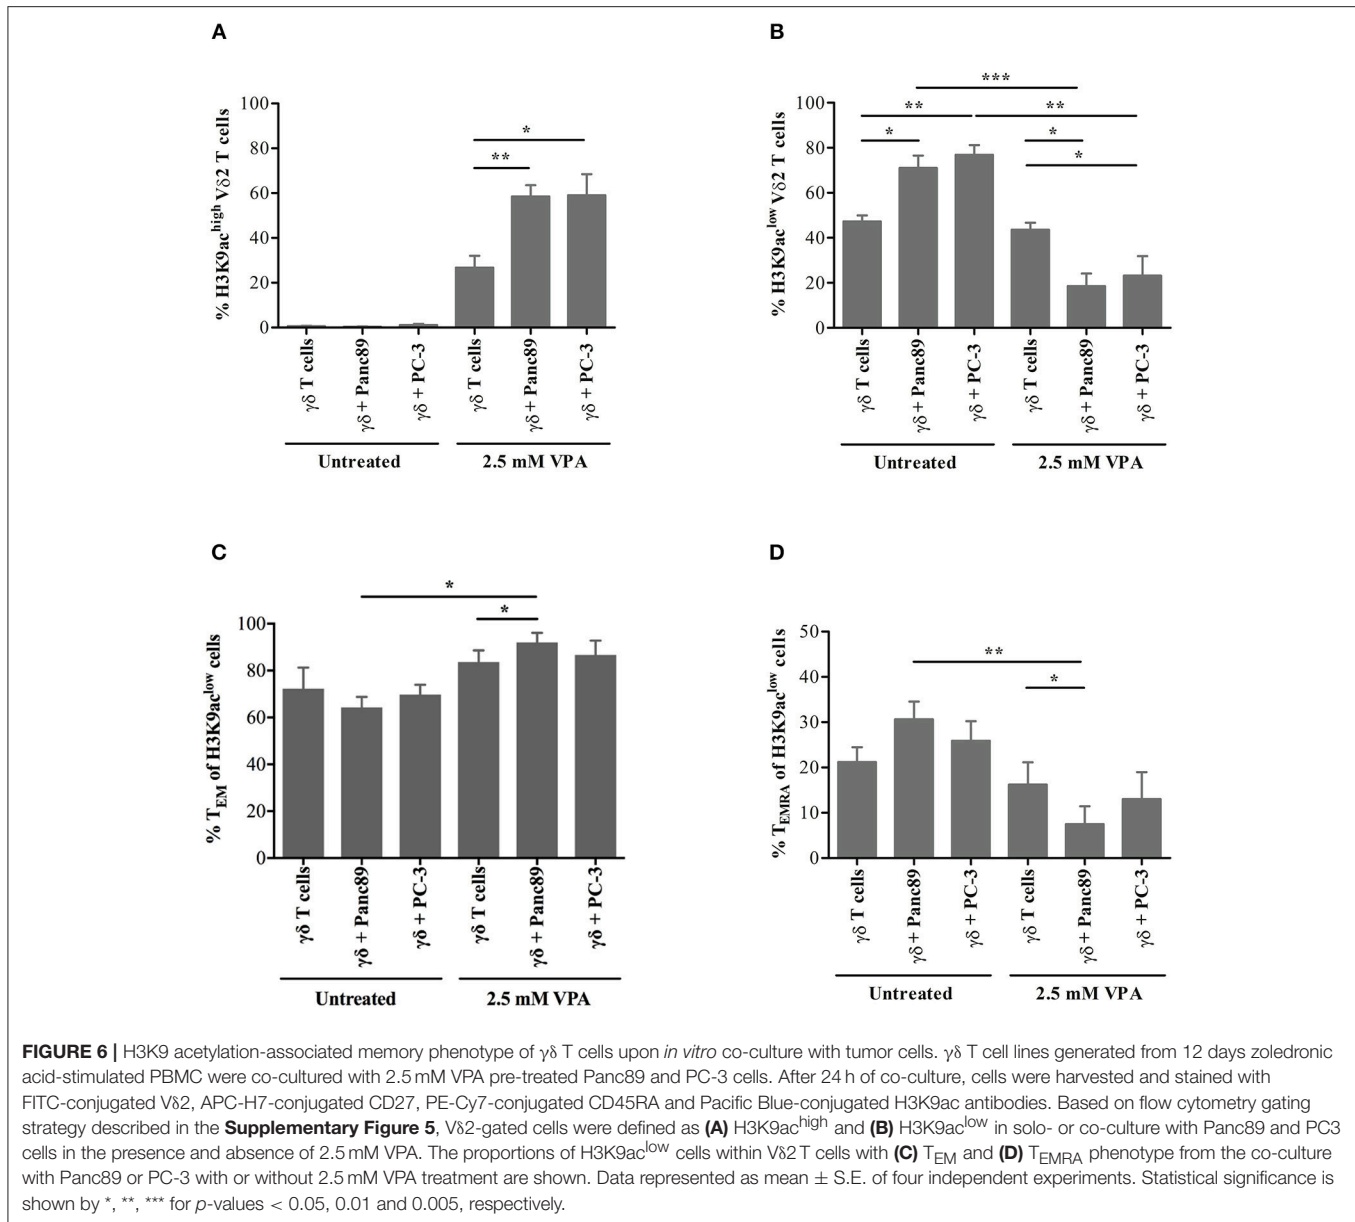 A
% H3K9ac^high Vδ2 T cells
100
80
60
40
20
0
*
**
γδ T cells
γδ + Panc89
γδ + PC-3
γδ T cells
γδ + Panc89
γδ + PC-3
Untreated
2.5 mM VPA
B
% H3K9ac^low Vδ2 T cells
100
80
60
40
20
0
***
**
**
*
*
*
γδ T cells
γδ + Panc89
γδ + PC-3
γδ T cells
γδ + Panc89
γδ + PC-3
Untreated
2.5 mM VPA
C
% T_EM of H3K9ac^low cells
100
80
60
40
20
0
*
*
γδ T cells
γδ + Panc89
γδ + PC-3
γδ T cells
γδ + Panc89
γδ + PC-3
Untreated
2.5 mM VPA
D
% T_EMRA of H3K9ac^low cells
50
40
30
20
10
0
**
*
γδ T cells
γδ + Panc89
γδ + PC-3
γδ T cells
γδ + Panc89
γδ + PC-3
Untreated
2.5 mM VPA
FIGURE 6 | H3K9 acetylation-associated memory phenotype of γδ T cells upon in vitro co-culture with tumor cells. γδ T cell lines generated from 12 days zoledronic
acid-stimulated PBMC were co-cultured with 2.5 mM VPA pre-treated Panc89 and PC-3 cells. After 24 h of co-culture, cells were harvested and stained with
FITC-conjugated Vδ2, APC-H7-conjugated CD27, PE-Cy7-conjugated CD45RA and Pacific Blue-conjugated H3K9ac antibodies. Based on flow cytometry gating
strategy described in the Supplementary Figure 5, Vδ2-gated cells were defined as (A) H3K9ac^high and (B) H3K9ac^low in solo- or co-culture with Panc89 and PC3
cells in the presence and absence of 2.5 mM VPA. The proportions of H3K9ac^low cells within Vδ2 T cells with (C) T_EM and (D) T_EMRA phenotype from the co-culture
with Panc89 or PC-3 with or without 2.5 mM VPA treatment are shown. Data represented as mean ± S.E. of four independent experiments. Statistical significance is
shown by *, **, *** for p-values < 0.05, 0.01 and 0.005, respectively.